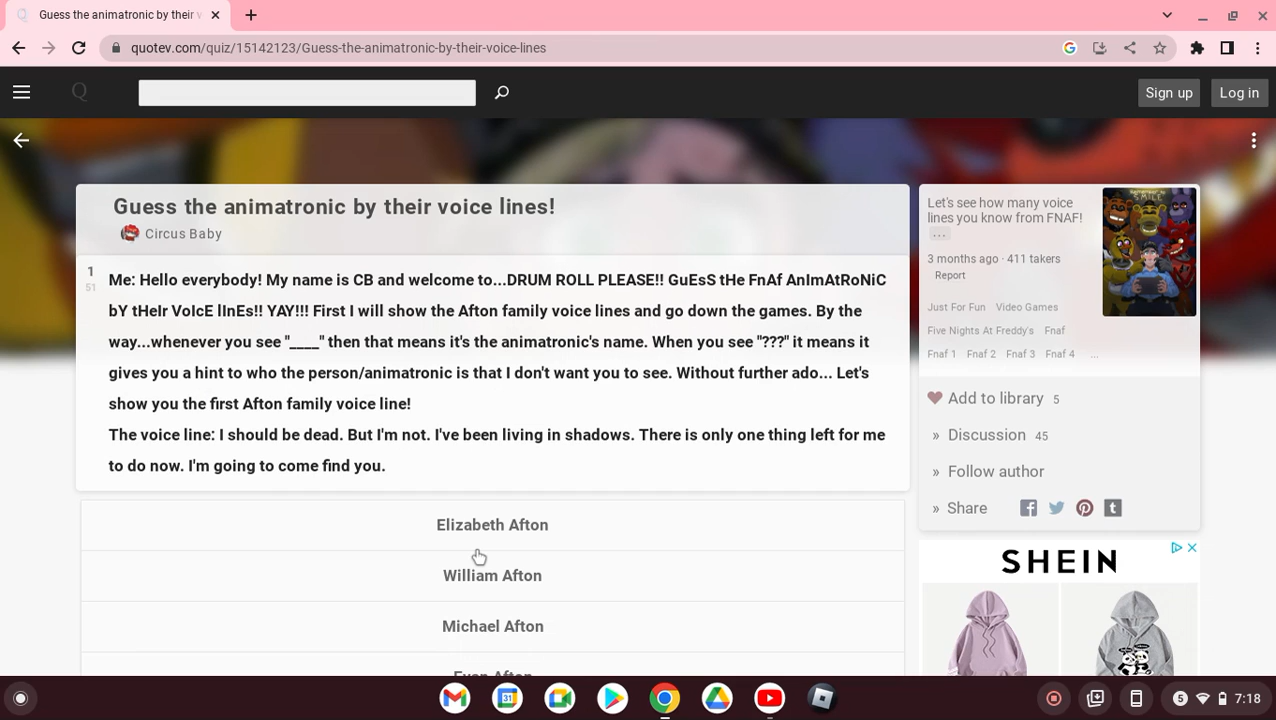 Guess the animatronic by their v
quotev.com/quiz/15142123/Guess-the-animatronic-by-their-voice-lines
Q
Sign up
Log in
Guess the animatronic by their voice lines!
Circus Baby
1
51
Me: Hello everybody! My name is CB and welcome to...DRUM ROLL PLEASE!! GuEsS tHe FnAf AnImAtRoNiC
bY tHeIr VoIcE lInEs!! YAY!!! First I will show the Afton family voice lines and go down the games. By the
way...whenever you see "____" then that means it's the animatronic's name. When you see "???" it means it
gives you a hint to who the person/animatronic is that I don't want you to see. Without further ado... Let's
show you the first Afton family voice line!
The voice line: I should be dead. But I'm not. I've been living in shadows. There is only one thing left for me
to do now. I'm going to come find you.
Elizabeth Afton
William Afton
Michael Afton
Evan Afton
Let's see how many voice
lines you know from FNAF!
...
3 months ago · 411 takers
Report
Just For Fun Video Games
Five Nights At Freddy's Fnaf
Fnaf 1 Fnaf 2 Fnaf 3 Fnaf 4 ...
Add to library 5
» Discussion 45
» Follow author
» Share
SHEIN
31
5
7:18